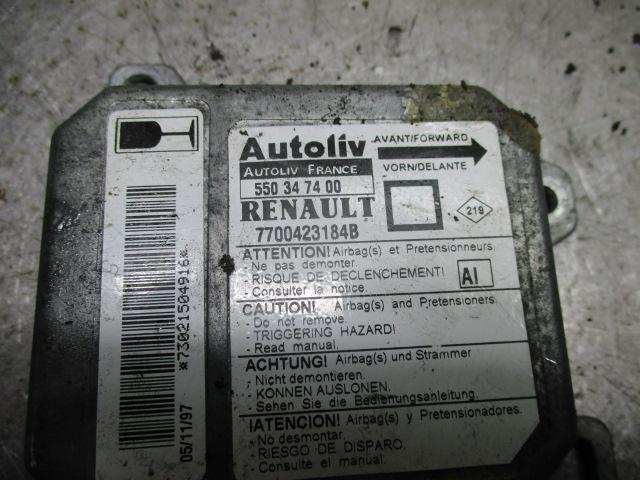 Autoliv
AVANT/FORWARD
AUTOLIV FRANCE
VORN/DELANTE
550 34 74 00
RENAULT
219
7700423184B
ATTENTION! Airbag(s) et Pretensionneurs.
- Ne pas demonter.
- RISQUE DE DECLENCHEMENT!
- Consulter la notice.
AI
CAUTION! Airbag(s) and Pretensioners.
- Do not remove.
- TRIGGERING HAZARD!
- Read manual.
ACHTUNG! Airbag(s) und Strammer
- Nicht demontieren.
- KONNEN AUSLONEN.
- Sehen Sie die Bedienungsanleitung.
!ATENCION! Airbag(s) y Pretensionadores.
- No desmontar.
- RIESGO DE DISPARO.
- Consulte el manual.
*73021504916*
05/11/97